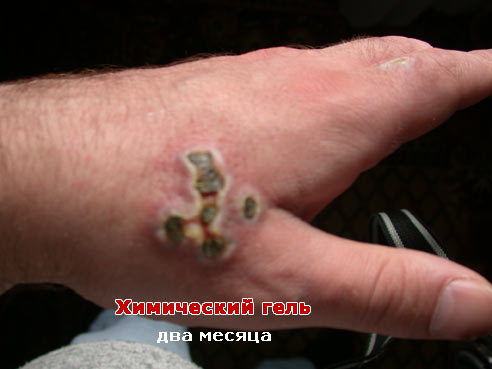 Химический гель
два месяца